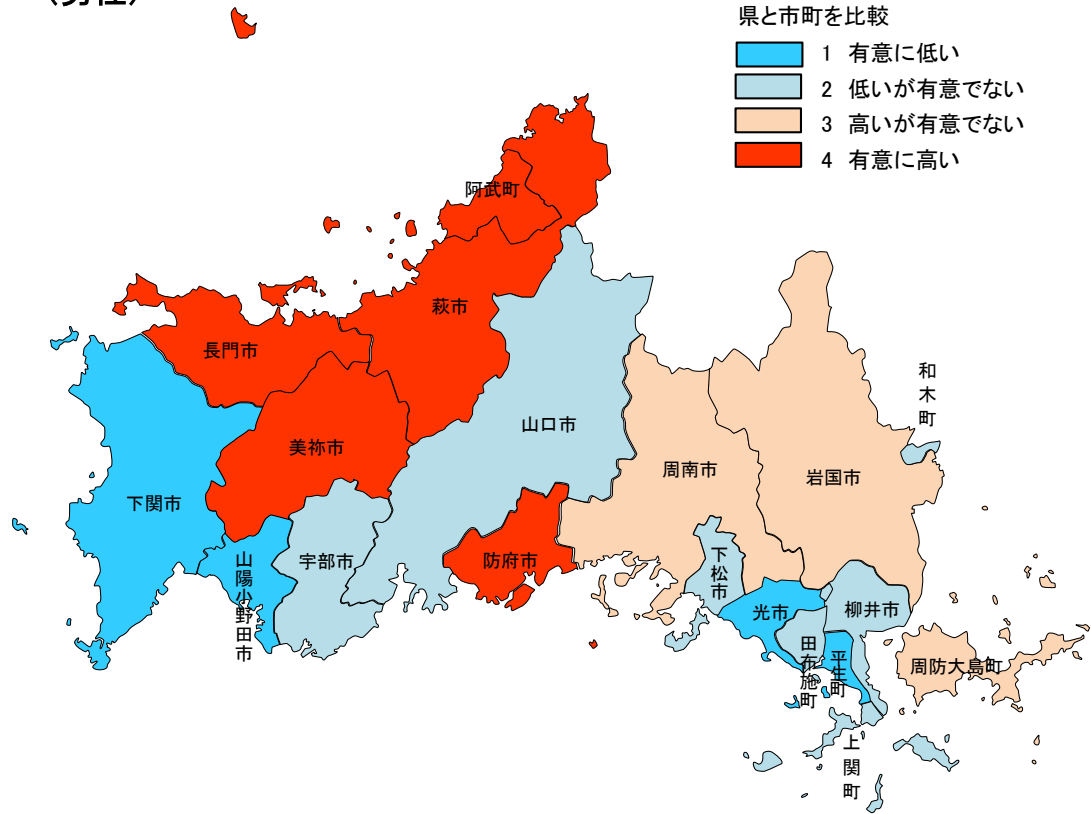 県と市町を比較
1 有意に低い
2 低いが有意でない
3 高いが有意でない
4 有意に高い
阿武町
萩市
長門市
和木町
山口市
美祢市
周南市
岩国市
下関市
山陽小野田市
宇部市
防府市
下松市
光市
柳井市
田布施町
平生町
周防大島町
上関町